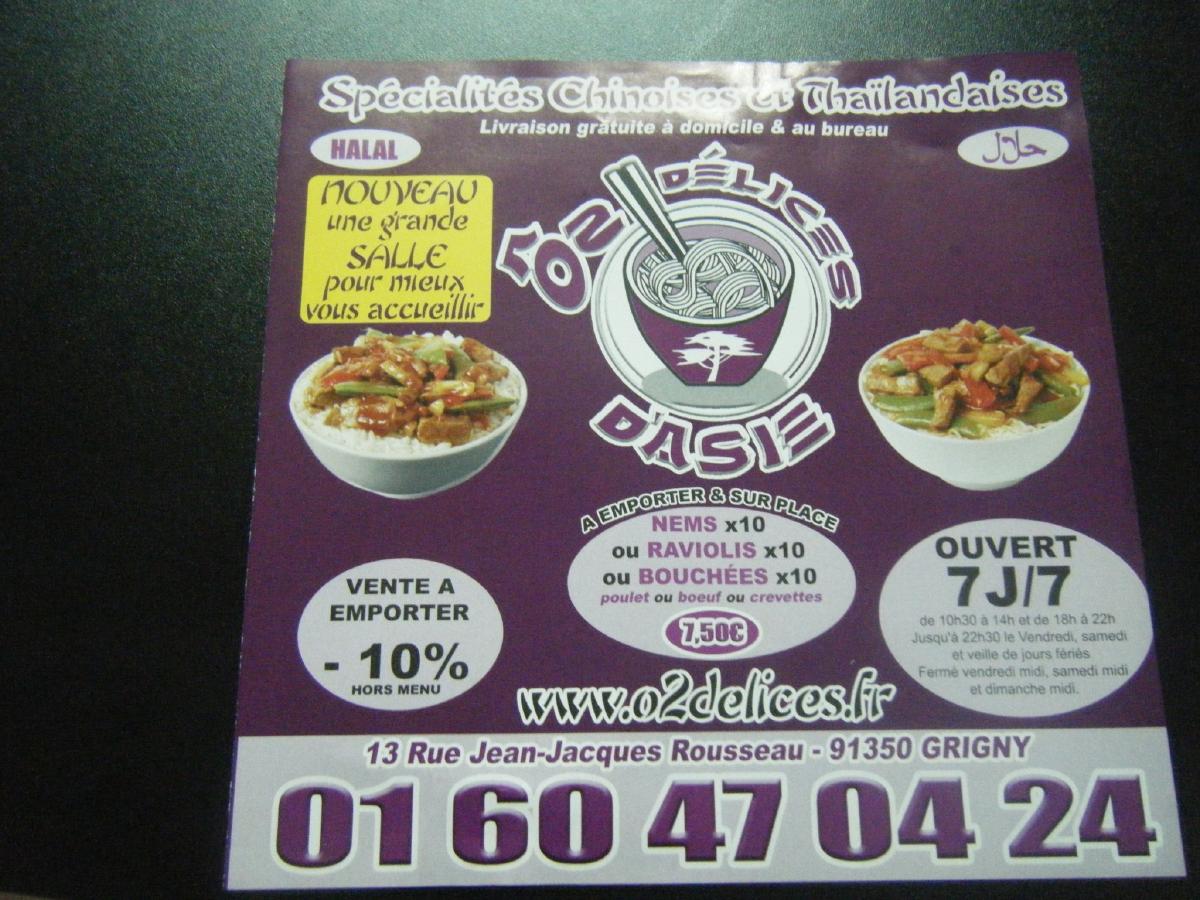 Spécialités Chinoises et Thaïlandaises
Livraison gratuite à domicile & au bureau
HALAL
حلال
NOUVEAU
une grande
SALLE
pour mieux
vous accueillir
L'O2 DÉLICES
D'ASIE
A EMPORTER & SUR PLACE
NEMS x10
ou RAVIOLIS x10
ou BOUCHÉES x10
poulet ou boeuf ou crevettes
7,50€
VENTE A
EMPORTER
- 10%
HORS MENU
OUVERT
7J/7
de 10h30 à 14h et de 18h à 22h
Jusqu'à 22h30 le Vendredi, samedi
et veille de jours fériés
Fermé vendredi midi, samedi midi
et dimanche midi.
www.o2delices.fr
13 Rue Jean-Jacques Rousseau - 91350 GRIGNY
01 60 47 04 24